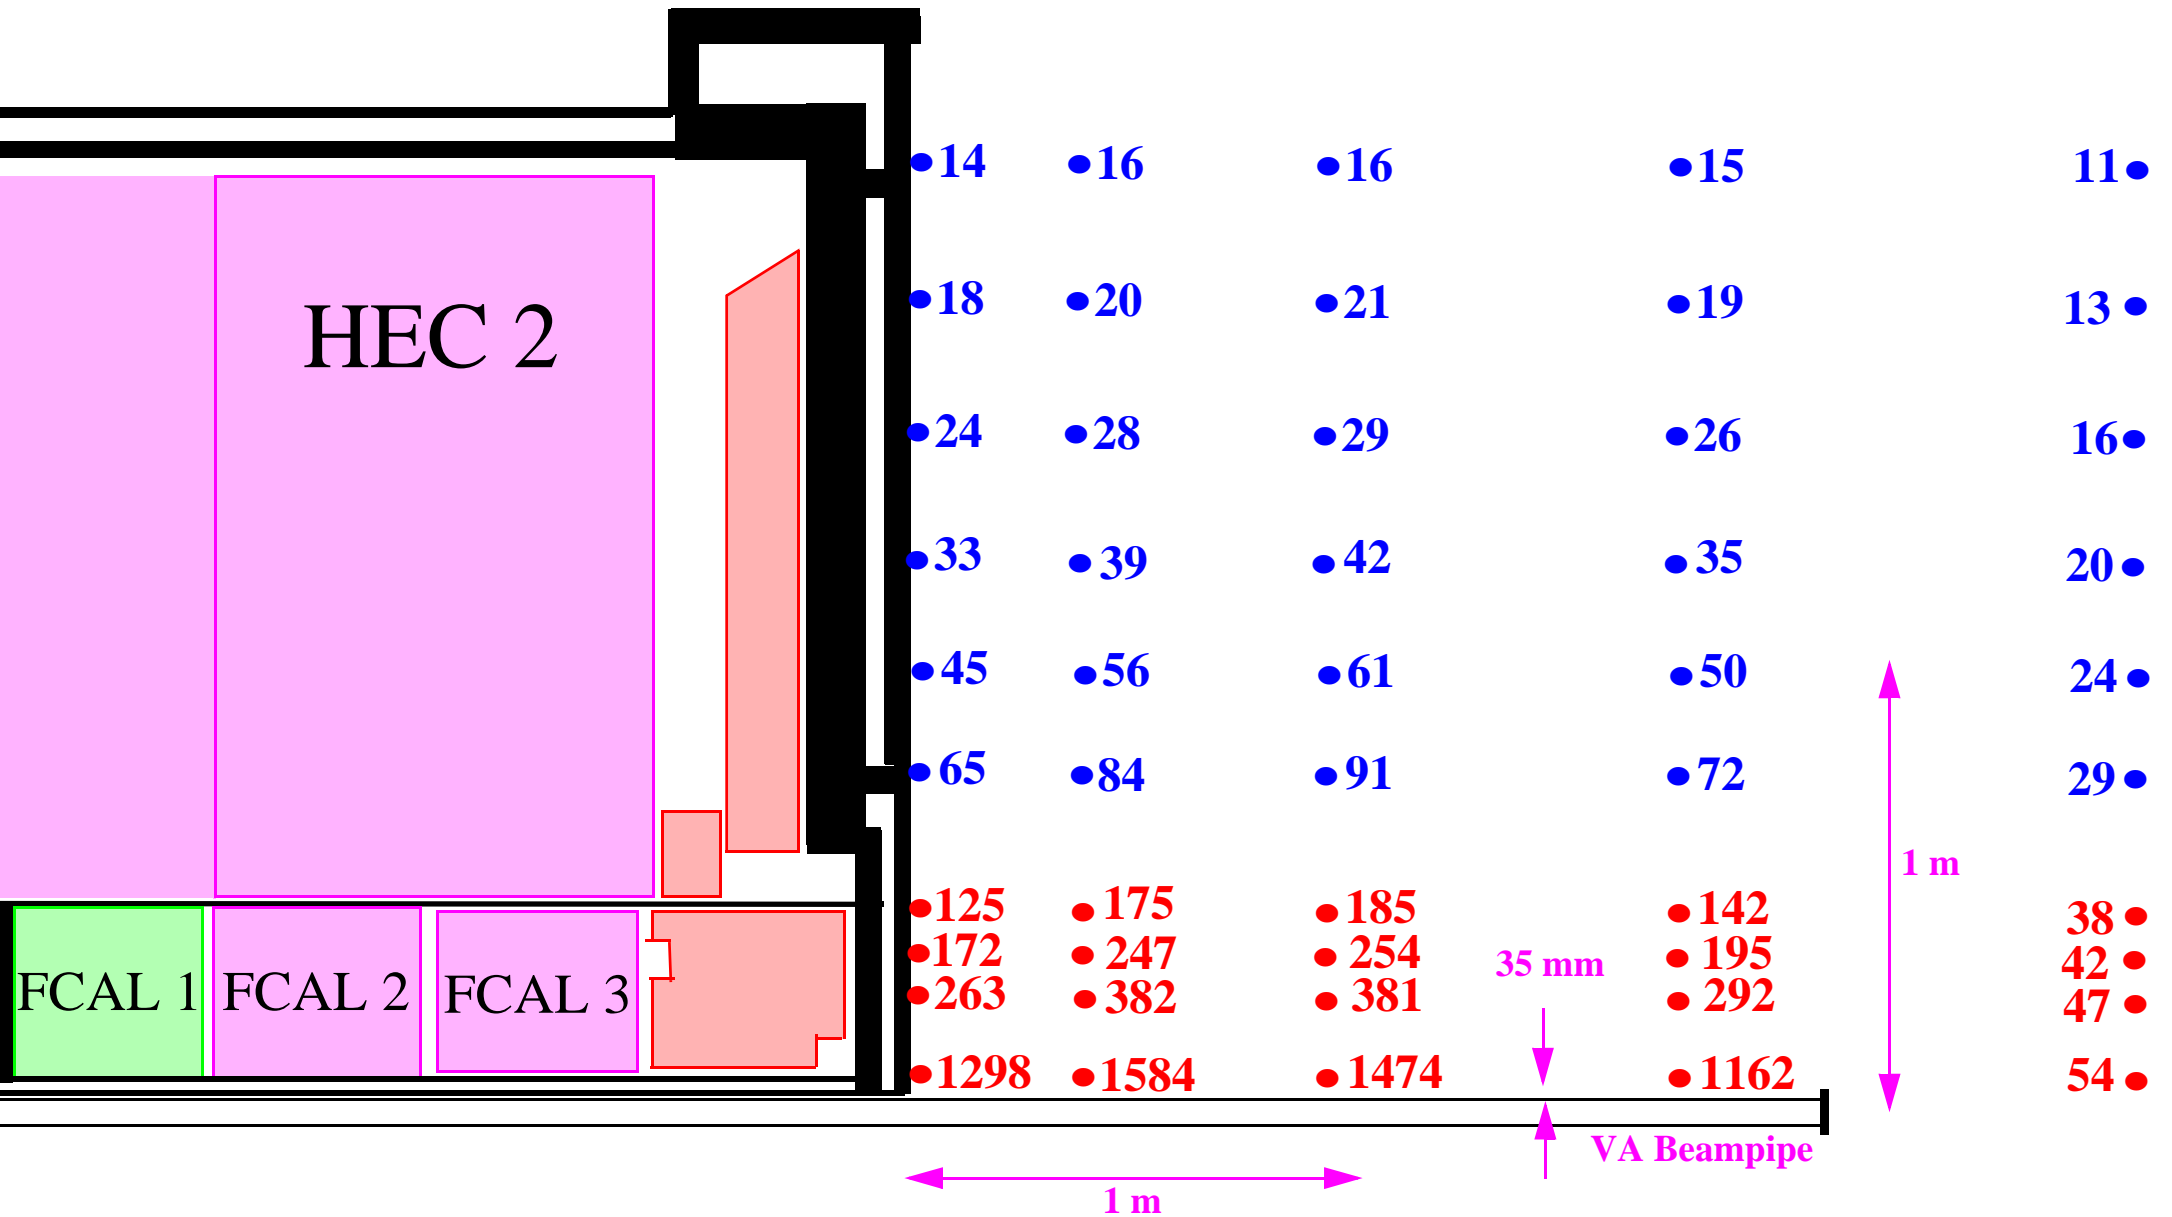 14 16 16 15 11
18 20 21 19 13
HEC 2
24 28 29 26 16
33 39 42 35 20
45 56 61 50 24
65 84 91 72 29
1 m
125 175 185 142 38
172 247 254 195 42
35 mm
FCAL 1 FCAL 2 FCAL 3
263 382 381 292 47
1298 1584 1474 1162 54
VA Beampipe
1 m